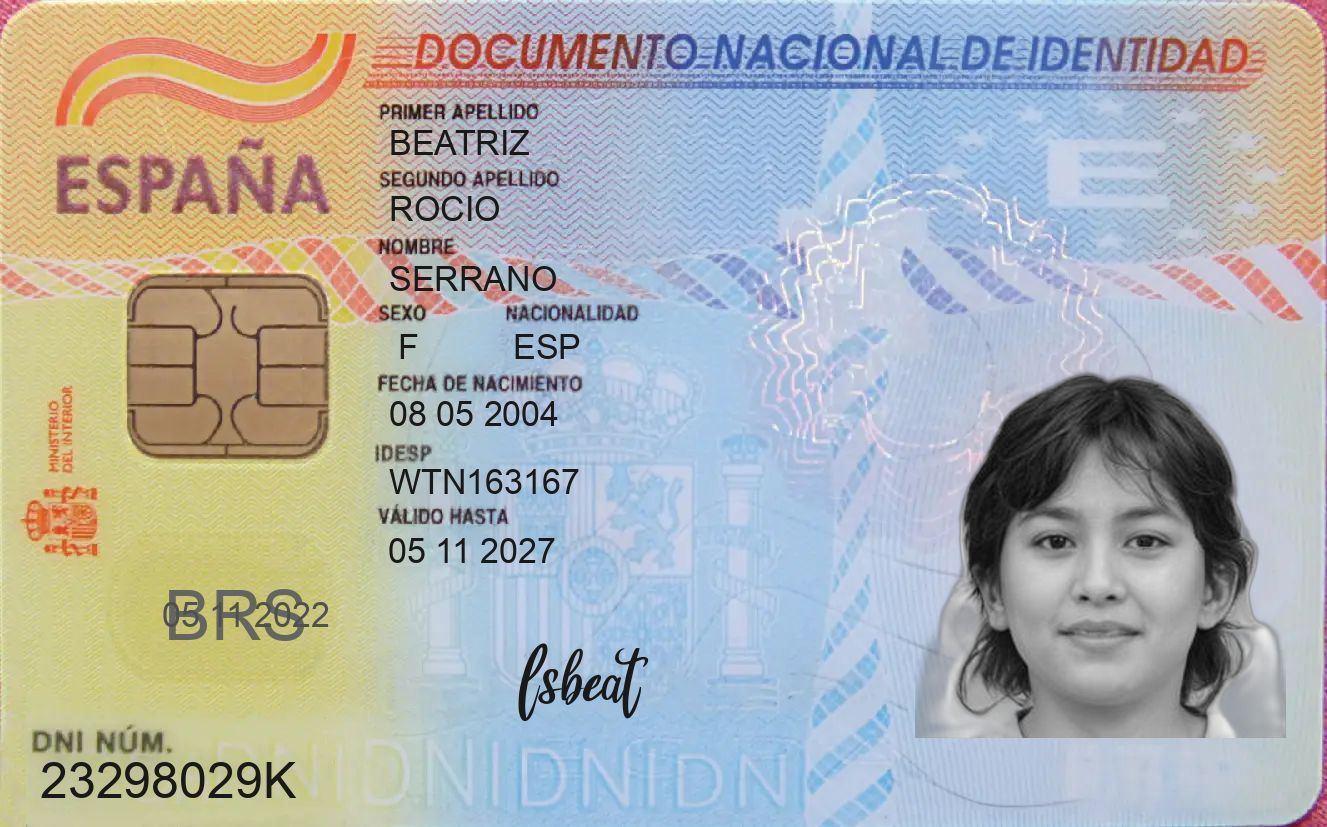 DOCUMENTO NACIONAL DE IDENTIDAD
ESPAÑA
PRIMER APELLIDO
BEATRIZ
SEGUNDO APELLIDO
ROCIO
NOMBRE
SERRANO
SEXO NACIONALIDAD
F ESP
FECHA DE NACIMIENTO
08 05 2004
IDESP
WTN163167
VÁLIDO HASTA
05 11 2027
MINISTERIO
DEL INTERIOR
E
BRS
05 11 2022
lsbeat
DNI NÚM.
23298029K
DNIDNIDNIDNI